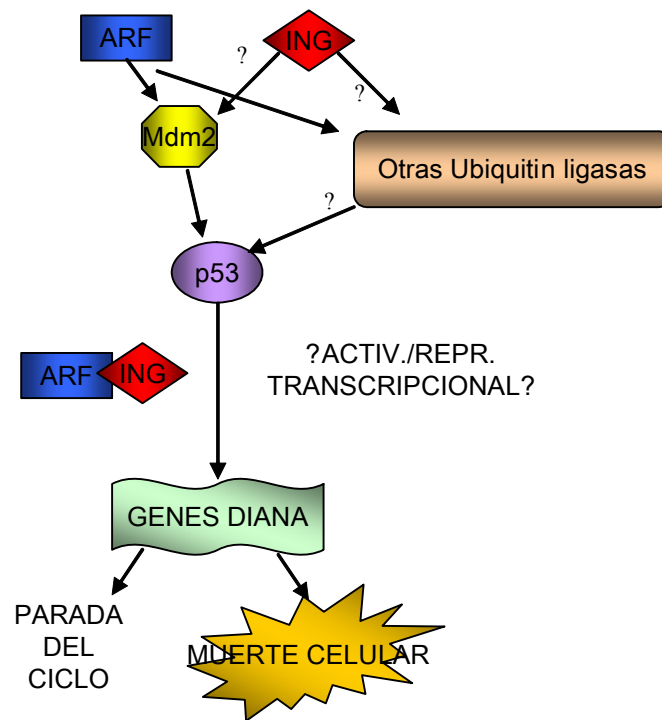 ARF
ING
?
?
Mdm2
Otras Ubiquitin ligasas
?
p53
?ACTIV./REPR.
TRANSCRIPCIONAL?
ARF
ING
GENES DIANA
PARADA
DEL
CICLO
MUERTE CELULAR